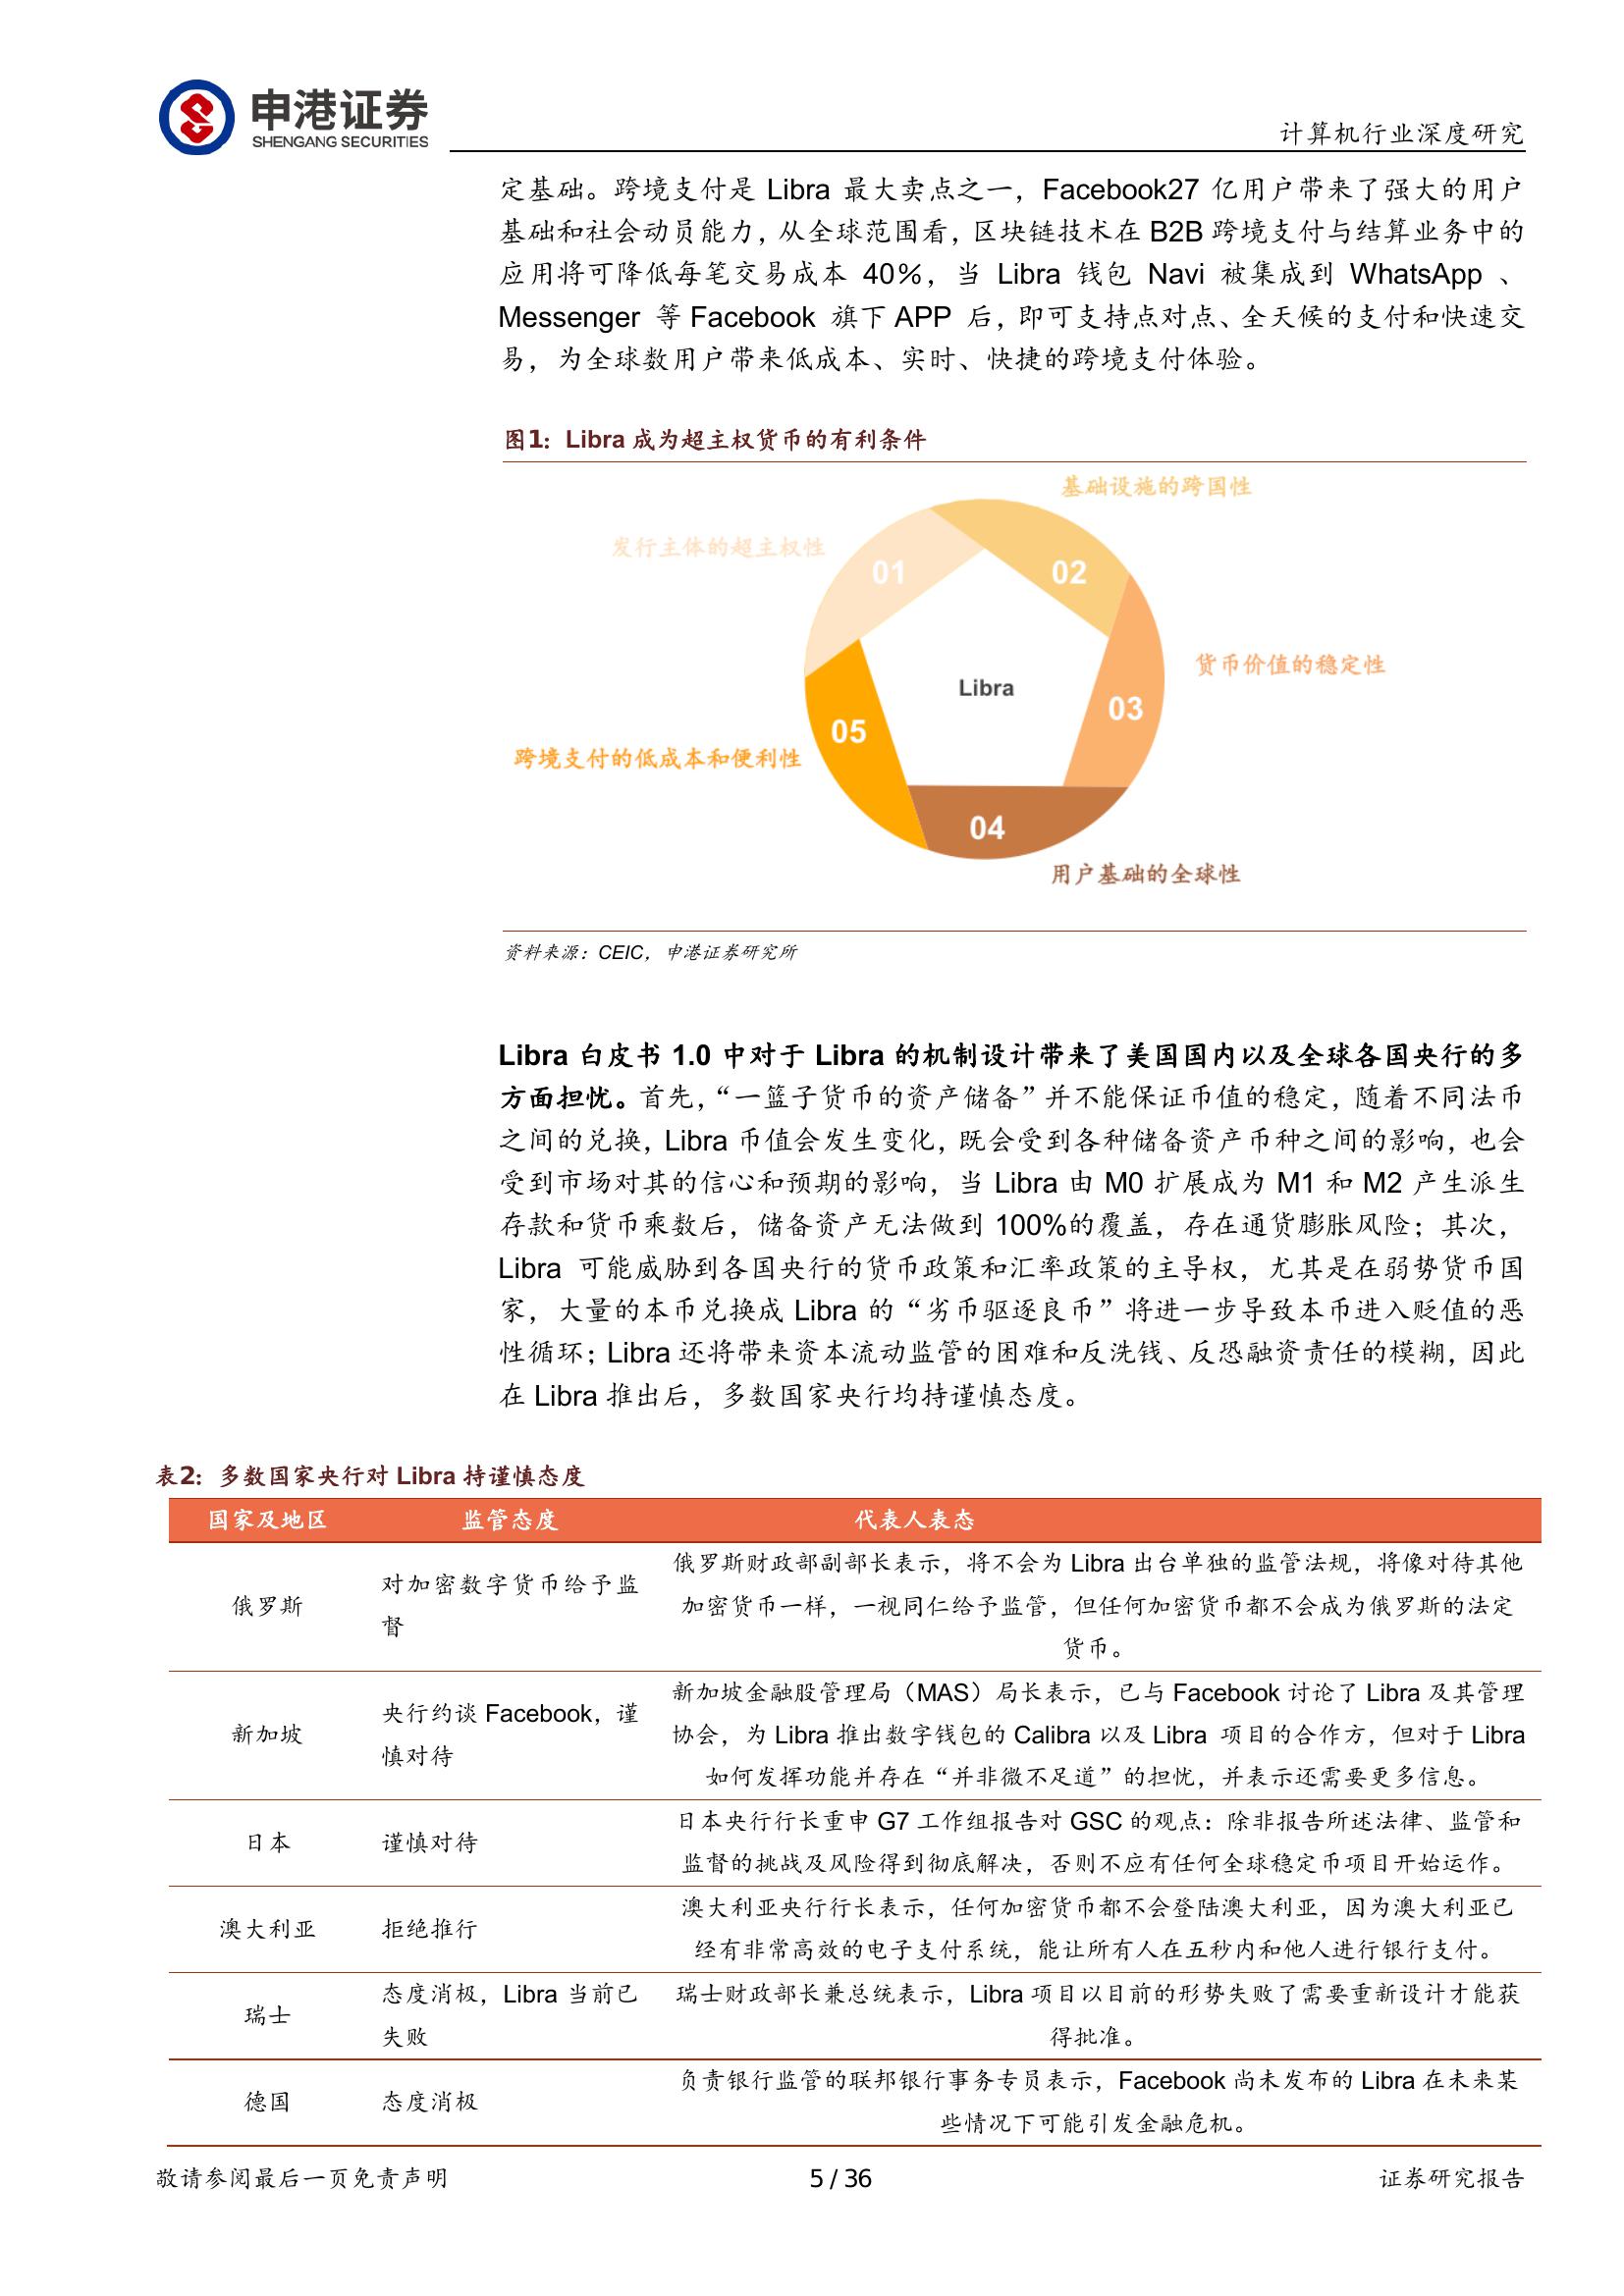 申港证券
SHENGANG SECURITIES
计算机行业深度研究
定基础。跨境支付是 Libra 最大卖点之一，Facebook27 亿用户带来了强大的用户
基础和社会动员能力，从全球范围看，区块链技术在 B2B 跨境支付与结算业务中的
应用将可降低每笔交易成本 40%，当 Libra 钱包 Navi 被集成到 WhatsApp 、
Messenger 等 Facebook 旗下 APP 后，即可支持点对点、全天候的支付和快速交
易，为全球数用户带来低成本、实时、快捷的跨境支付体验。
图1：Libra 成为超主权货币的有利条件
基础设施的跨国性
发行主体的超主权性
01
02
货币价值的稳定性
Libra
03
05
跨境支付的低成本和便利性
04
用户基础的全球性
资料来源：CEIC，申港证券研究所
Libra 白皮书 1.0 中对于 Libra 的机制设计带来了美国国内以及全球各国央行的多
方面担忧。首先，“一篮子货币的资产储备”并不能保证币值的稳定，随着不同法币
之间的兑换，Libra 币值会发生变化，既会受到各种储备资产币种之间的影响，也会
受到市场对其的信心和预期的影响，当 Libra 由 M0 扩展成为 M1 和 M2 产生派生
存款和货币乘数后，储备资产无法做到 100%的覆盖，存在通货膨胀风险；其次，
Libra 可能威胁到各国央行的货币政策和汇率政策的主导权，尤其是在弱势货币国
家，大量的本币兑换成 Libra 的“劣币驱逐良币”将进一步导致本币进入贬值的恶
性循环；Libra 还将带来资本流动监管的困难和反洗钱、反恐融资责任的模糊，因此
在 Libra 推出后，多数国家央行均持谨慎态度。
表2：多数国家央行对 Libra 持谨慎态度
国家及地区 监管态度 代表人表态
俄罗斯
对加密数字货币给予监
督
俄罗斯财政部副部长表示，将不会为 Libra 出台单独的监管法规，将像对待其他
加密货币一样，一视同仁给予监管，但任何加密货币都不会成为俄罗斯的法定
货币。
新加坡
央行约谈 Facebook，谨
慎对待
新加坡金融股管理局（MAS）局长表示，已与 Facebook 讨论了 Libra 及其管理
协会，为 Libra 推出数字钱包的 Calibra 以及 Libra 项目的合作方，但对于 Libra
如何发挥功能并存在“并非微不足道”的担忧，并表示还需要更多信息。
日本
谨慎对待
日本央行行长重申 G7 工作组报告对 GSC 的观点：除非报告所述法律、监管和
监督的挑战及风险得到彻底解决，否则不应有任何全球稳定币项目开始运作。
澳大利亚
拒绝推行
澳大利亚央行行长表示，任何加密货币都不会登陆澳大利亚，因为澳大利亚已
经有非常高效的电子支付系统，能让所有人在五秒内和他人进行银行支付。
瑞士
态度消极，Libra 当前已
失败
瑞士财政部长兼总统表示，Libra 项目以目前的形势失败了需要重新设计才能获
得批准。
德国
态度消极
负责银行监管的联邦银行事务专员表示，Facebook 尚未发布的 Libra 在未来某
些情况下可能引发金融危机。
敬请参阅最后一页免责声明 5 / 36 证券研究报告